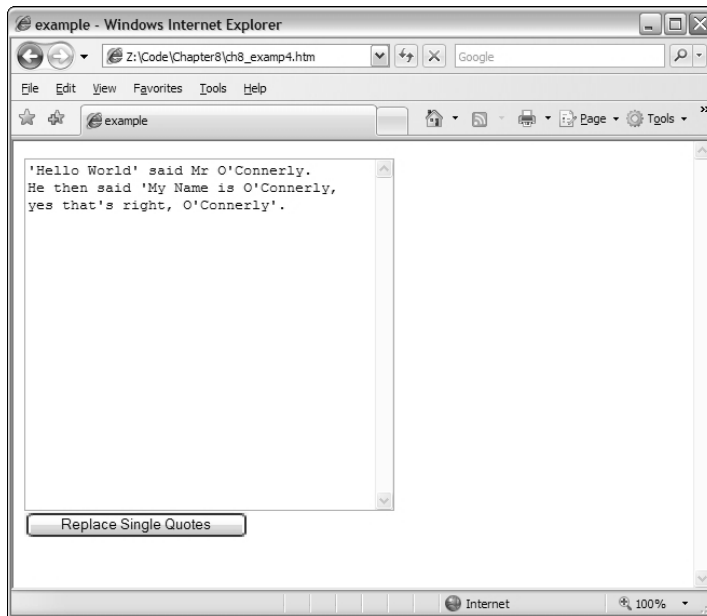 example - Windows Internet Explorer
Z:\Code\Chapter8\ch8_examp4.htm
Google
File Edit View Favorites Tools Help
example
Page
Tools
»
'Hello World' said Mr O'Connerly.
He then said 'My Name is O'Connerly,
yes that's right, O'Connerly'.
Replace Single Quotes
Internet
100%